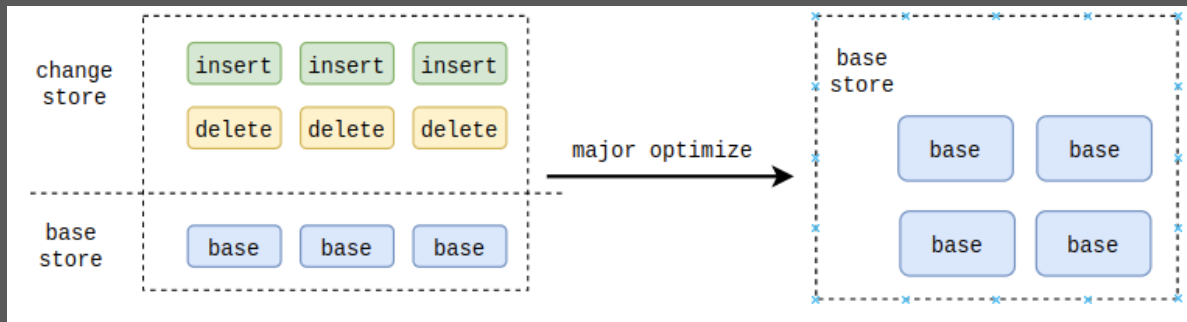 change
store
insert insert insert
delete delete delete
base
store
base base base
major optimize
base
store
base base
base base